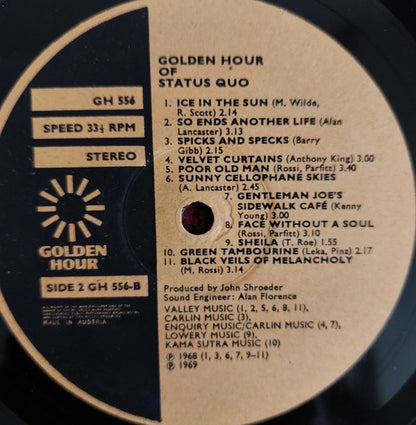 GOLDEN HOUR
OF
STATUS QUO
GH 556
SPEED 33⅓ RPM
STEREO
GOLDEN
HOUR
SIDE 2 GH 556-B
MADE IN AUSTRIA
1. ICE IN THE SUN (M. Wilde,
R. Scott) 2.14
2. SO ENDS ANOTHER LIFE (Alan
Lancaster) 3.13
3. SPICKS AND SPECKS (Barry
Gibb) 2.15
4. VELVET CURTAINS (Anthony King) 3.00
5. POOR OLD MAN (Rossi, Parfitt) 3.40
6. SUNNY CELLOPHANE SKIES
(A. Lancaster) 2.45
7. GENTLEMAN JOE'S
SIDEWALK CAFÉ (Kenny
Young) 3.00
8. FACE WITHOUT A SOUL
(Rossi, Parfitt) 3.00
9. SHEILA (T. Roe) 1.55
10. GREEN TAMBOURINE (Leka, Pinz) 2.17
11. BLACK VEILS OF MELANCHOLY
(M. Rossi) 3.14
Produced by John Shroeder
Sound Engineer: Alan Florence
VALLEY MUSIC (1, 2, 5, 6, 8, 11),
CARLIN MUSIC (3),
ENQUIRY MUSIC/CARLIN MUSIC (4, 7),
LOWERY MUSIC (9),
KAMA SUTRA MUSIC (10)
℗ 1968 (1, 3, 6, 7, 9-11)
℗ 1969